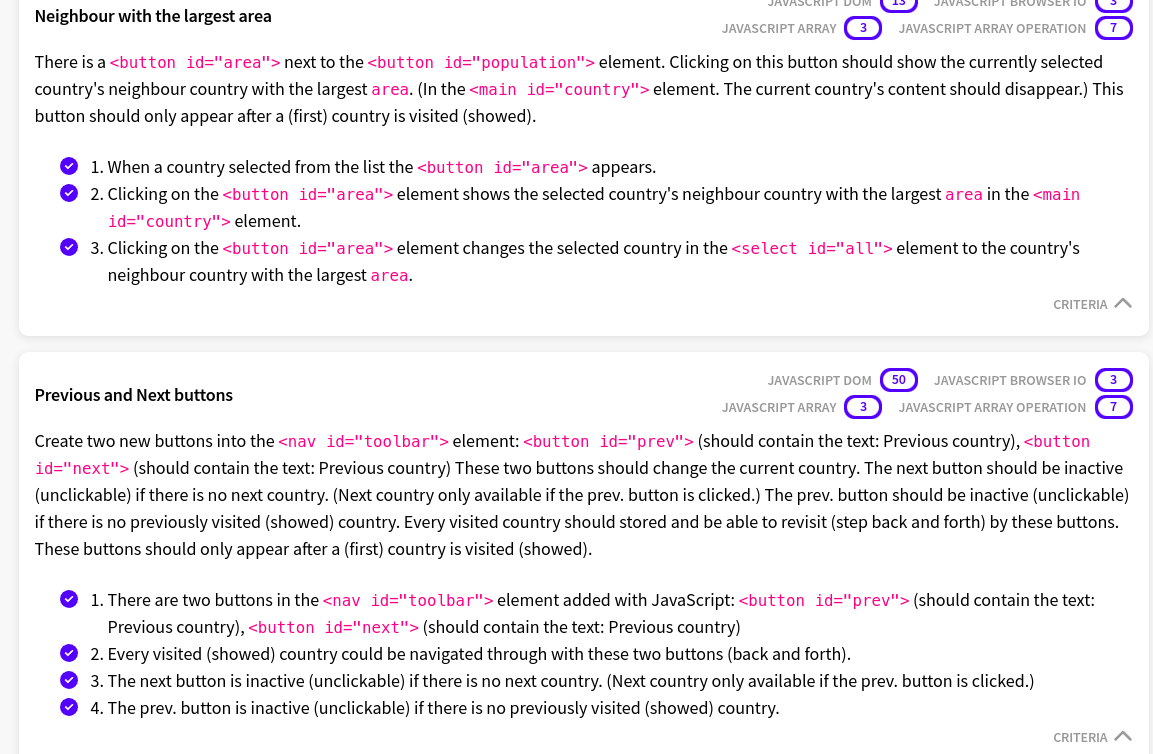 JAVASCRIPT DOM 13 JAVASCRIPT BROWSER IO 3
Neighbour with the largest area
JAVASCRIPT ARRAY 3 JAVASCRIPT ARRAY OPERATION 7
There is a <button id="area"> next to the <button id="population"> element. Clicking on this button should show the currently selected
country's neighbour country with the largest area. (In the <main id="country"> element. The current country's content should disappear.) This
button should only appear after a (first) country is visited (showed).
1. When a country selected from the list the <button id="area"> appears.
2. Clicking on the <button id="area"> element shows the selected country's neighbour country with the largest area in the <main
id="country"> element.
3. Clicking on the <button id="area"> element changes the selected country in the <select id="all"> element to the country's
neighbour country with the largest area.
CRITERIA
JAVASCRIPT DOM 50 JAVASCRIPT BROWSER IO 3
Previous and Next buttons
JAVASCRIPT ARRAY 3 JAVASCRIPT ARRAY OPERATION 7
Create two new buttons into the <nav id="toolbar"> element: <button id="prev"> (should contain the text: Previous country), <button
id="next"> (should contain the text: Previous country) These two buttons should change the current country. The next button should be inactive
(unclickable) if there is no next country. (Next country only available if the prev. button is clicked.) The prev. button should be inactive (unclickable)
if there is no previously visited (showed) country. Every visited country should stored and be able to revisit (step back and forth) by these buttons.
These buttons should only appear after a (first) country is visited (showed).
1. There are two buttons in the <nav id="toolbar"> element added with JavaScript: <button id="prev"> (should contain the text:
Previous country), <button id="next"> (should contain the text: Previous country)
2. Every visited (showed) country could be navigated through with these two buttons (back and forth).
3. The next button is inactive (unclickable) if there is no next country. (Next country only available if the prev. button is clicked.)
4. The prev. button is inactive (unclickable) if there is no previously visited (showed) country.
CRITERIA